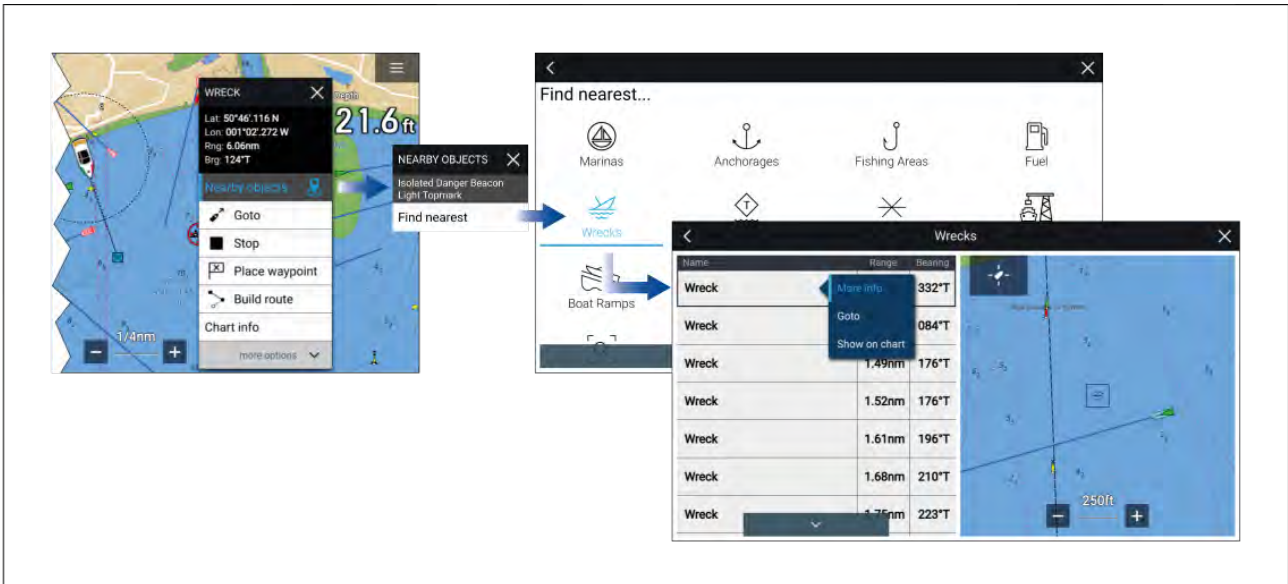 WRECK
Lat: 50°46'.116 N
Lon: 001°02'.272 W
Rng: 6.06nm
Brg: 124°T
Nearby objects
Goto
Stop
Place waypoint
Build route
Chart info
more options
Depth
21.6 ft
1/4nm
NEARBY OBJECTS
Isolated Danger Beacon
Light Topmark
Find nearest
Find nearest...
Marinas
Anchorages
Fishing Areas
Fuel
Wrecks
Boat Ramps
Wrecks
Name Range Bearing
Wreck 332°T
More info
Goto
Show on chart
Wreck 084°T
Wreck 1.49nm 176°T
Wreck 1.52nm 176°T
Wreck 1.61nm 196°T
Wreck 1.68nm 210°T
Wreck 1.75nm 223°T
250ft